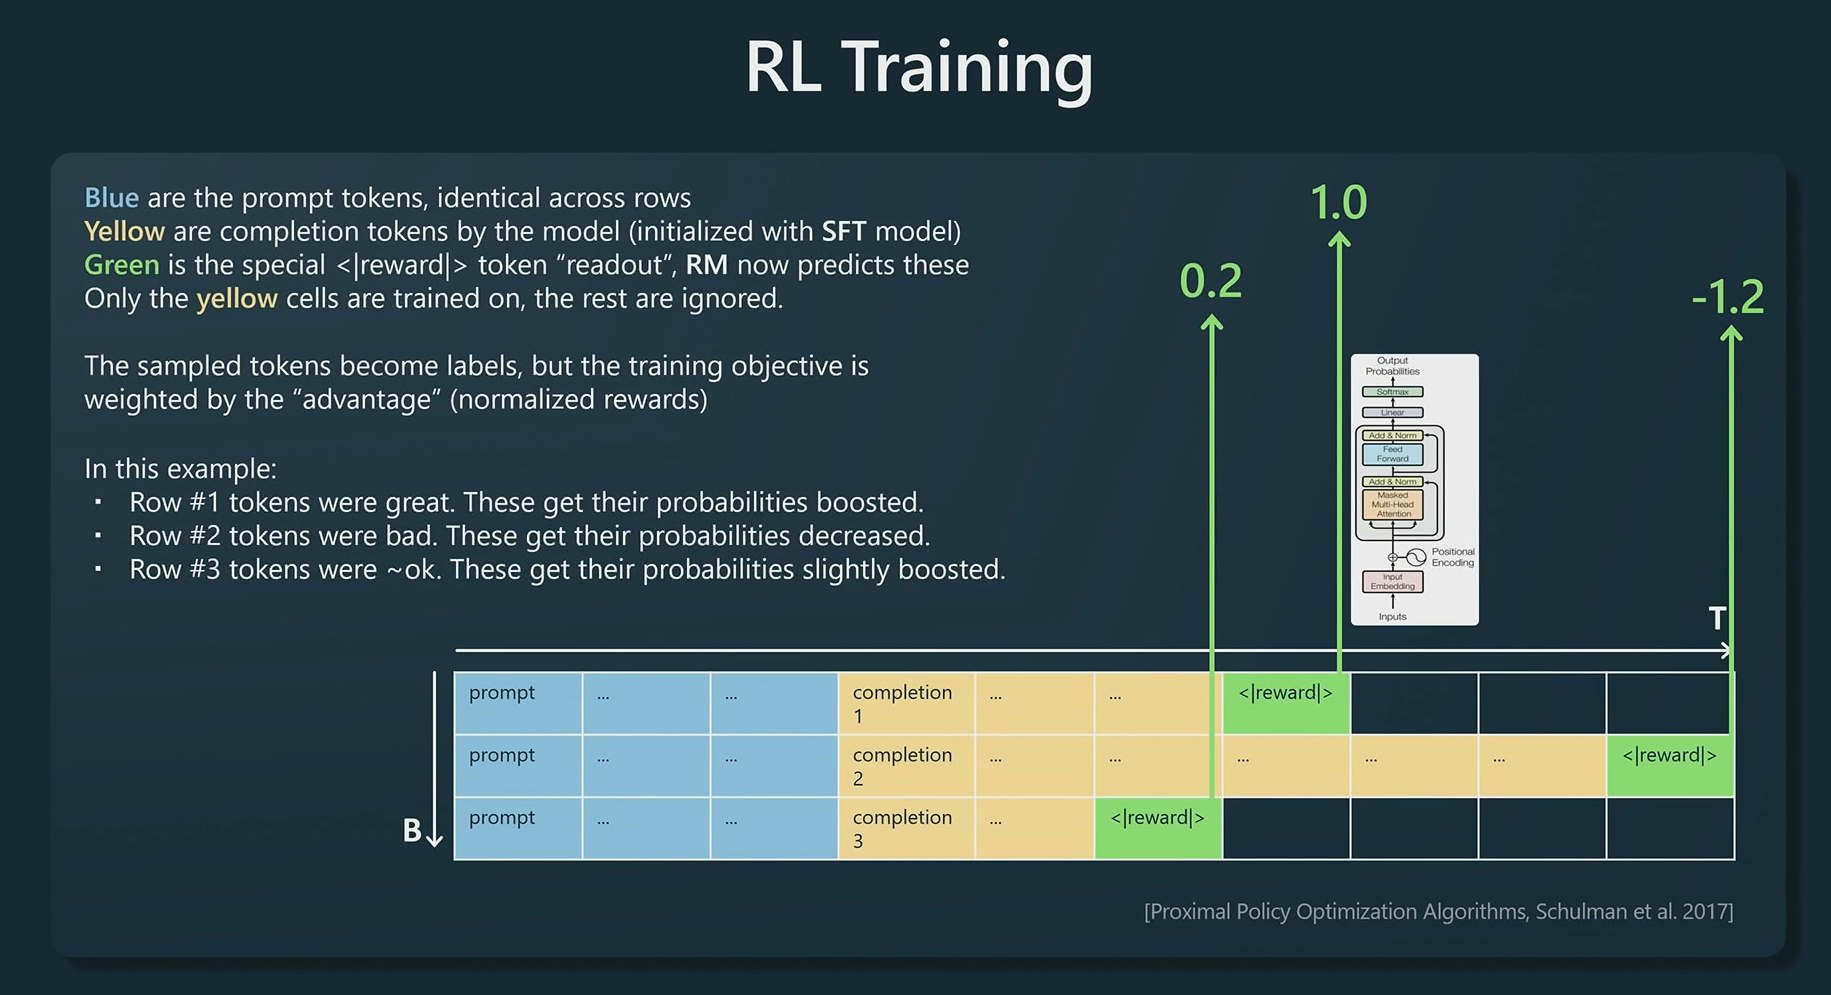 RL Training
Blue are the prompt tokens, identical across rows
Yellow are completion tokens by the model (initialized with SFT model)
Green is the special <|reward|> token “readout”, RM now predicts these
Only the yellow cells are trained on, the rest are ignored.
The sampled tokens become labels, but the training objective is
weighted by the “advantage” (normalized rewards)
In this example:
▪ Row #1 tokens were great. These get their probabilities boosted.
▪ Row #2 tokens were bad. These get their probabilities decreased.
▪ Row #3 tokens were ~ok. These get their probabilities slightly boosted.
1.0
0.2
-1.2
Output
Probabilities
Softmax
Linear
Add & Norm
Feed
Forward
Add & Norm
Masked
Multi-Head
Attention
Positional
Encoding
Input
Embedding
Inputs
T
B
prompt ... ... completion ... ... <|reward|>
1
prompt ... ... completion ... ... ... ... ... <|reward|>
2
prompt ... ... completion ... <|reward|>
3
[Proximal Policy Optimization Algorithms, Schulman et al. 2017]